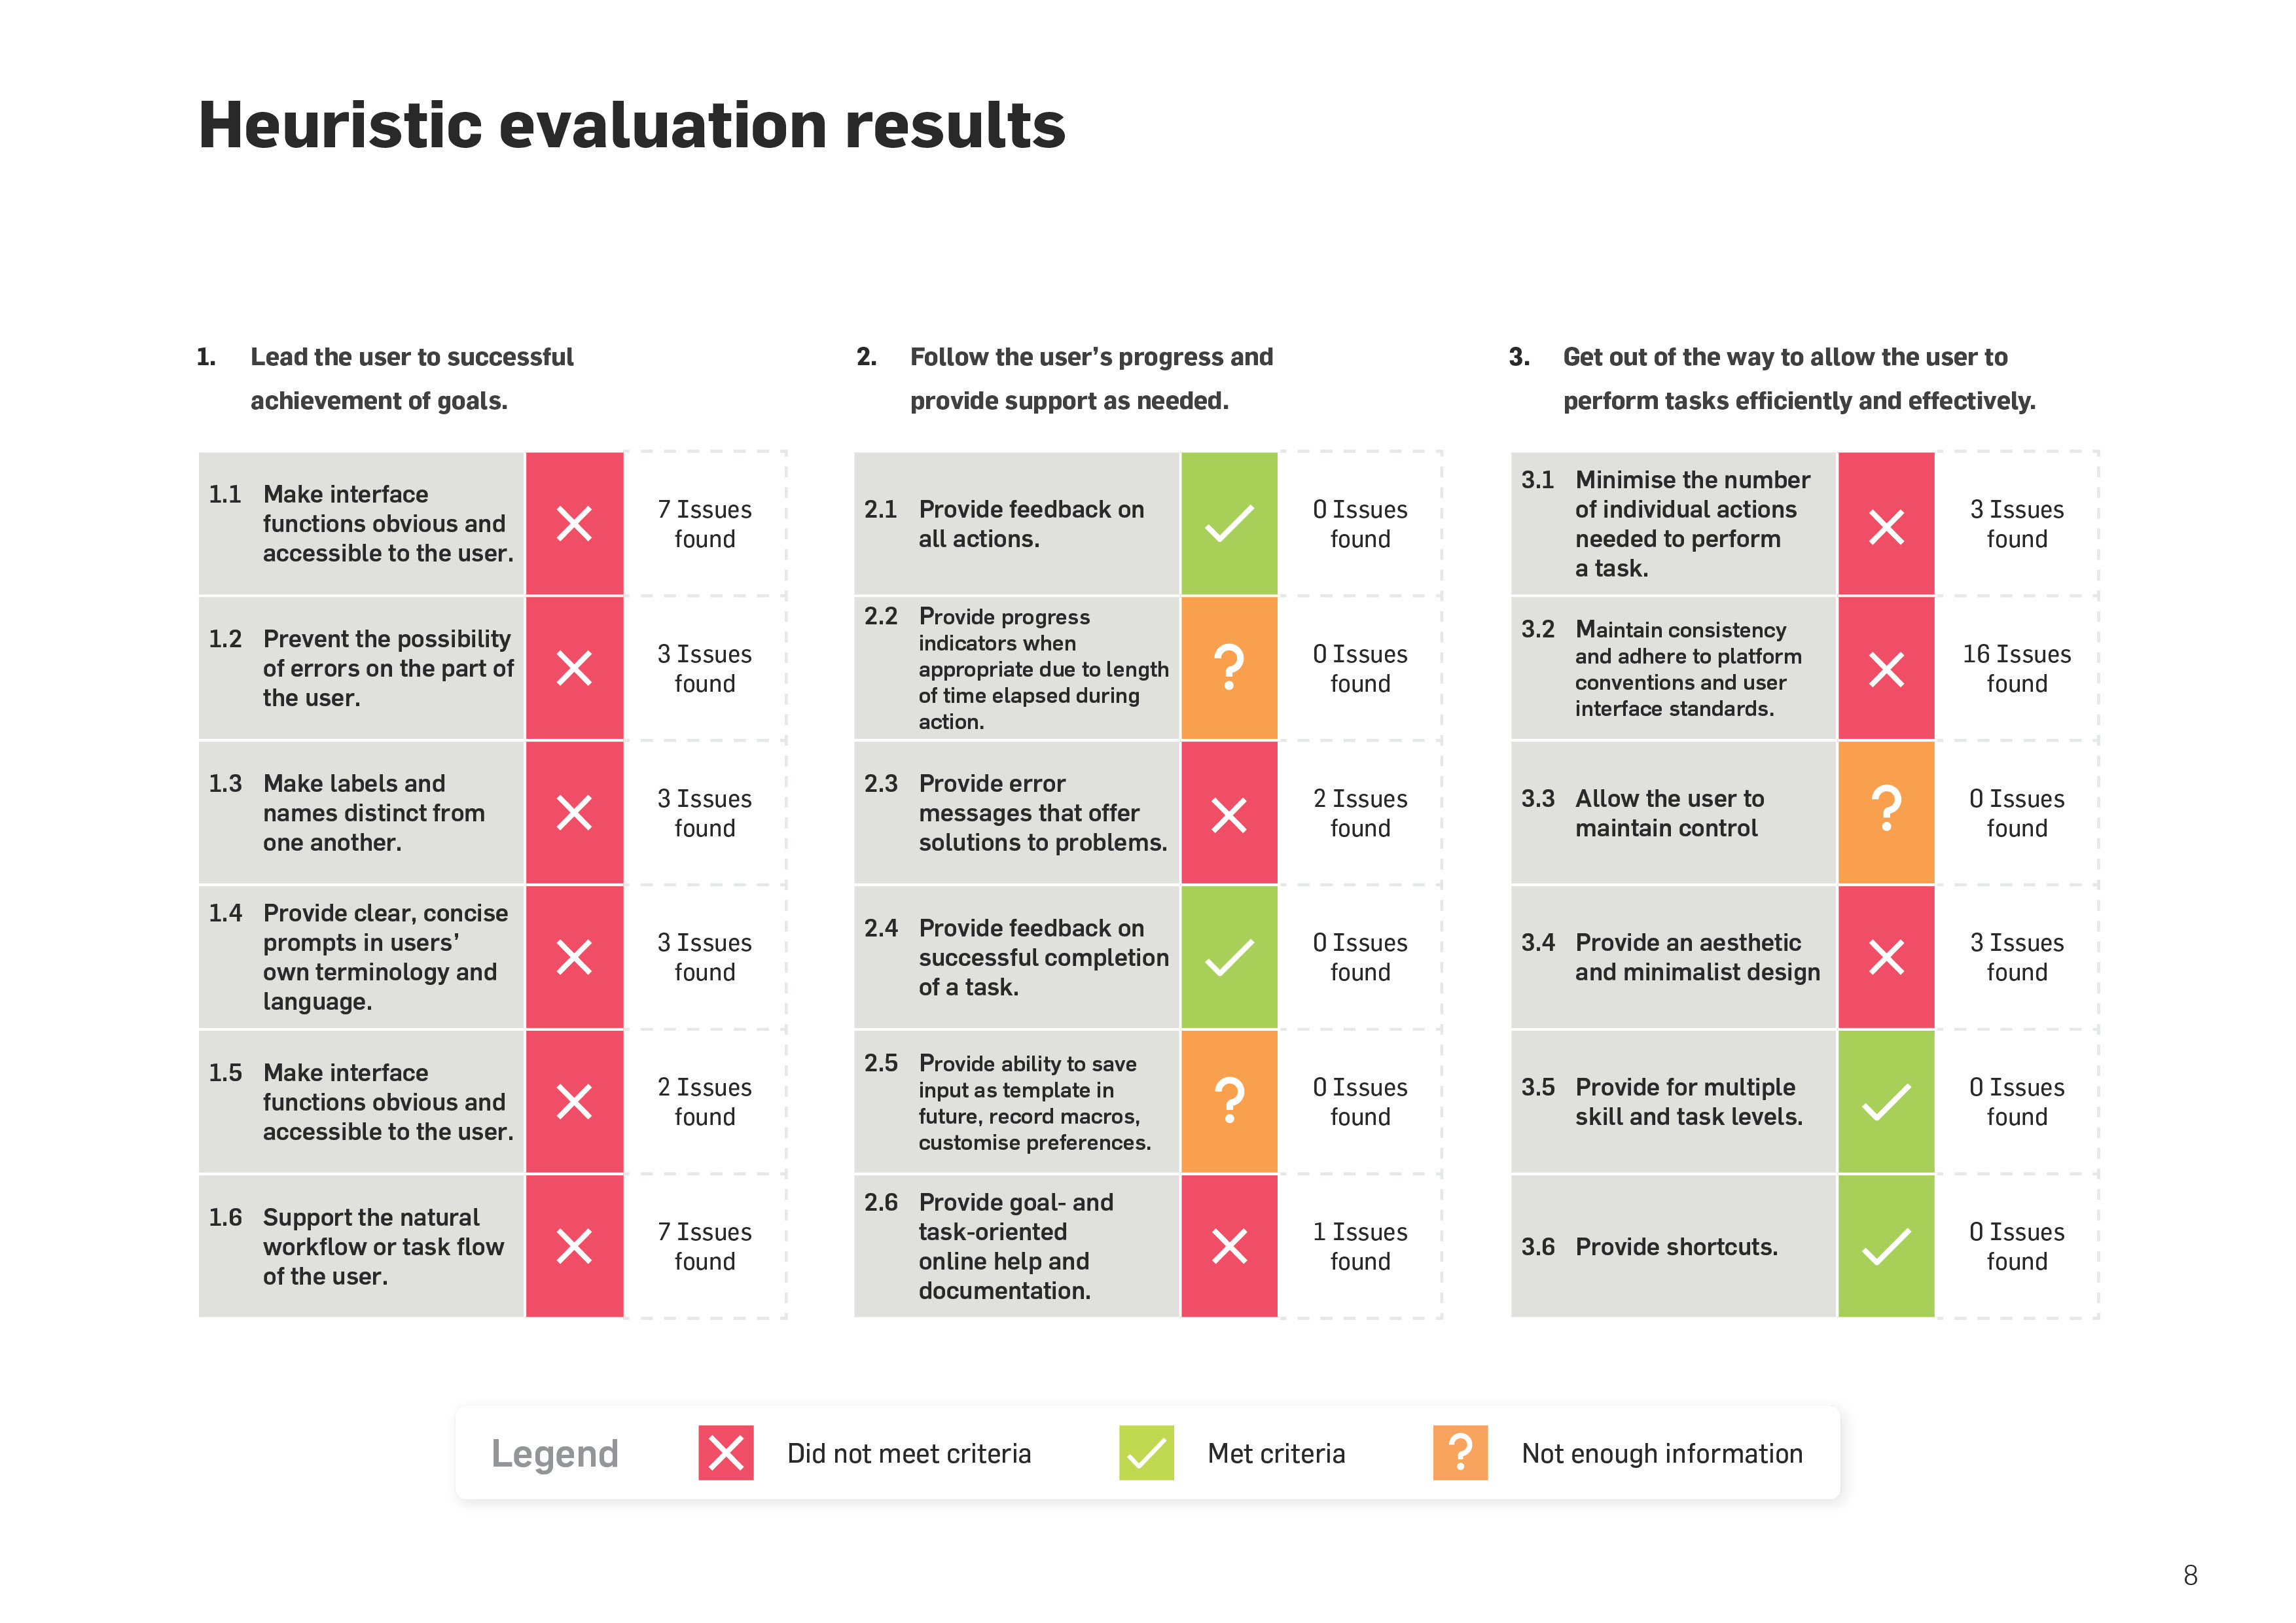 Heuristic evaluation results
1. Lead the user to successful
achievement of goals.
1.1 Make interface
functions obvious and
accessible to the user.
7 Issues
found
1.2 Prevent the possibility
of errors on the part of
the user.
3 Issues
found
1.3 Make labels and
names distinct from
one another.
3 Issues
found
1.4 Provide clear, concise
prompts in users’
own terminology and
language.
3 Issues
found
1.5 Make interface
functions obvious and
accessible to the user.
2 Issues
found
1.6 Support the natural
workflow or task flow
of the user.
7 Issues
found
2. Follow the user’s progress and
provide support as needed.
2.1 Provide feedback on
all actions.
0 Issues
found
2.2 Provide progress
indicators when
appropriate due to length
of time elapsed during
action.
?
0 Issues
found
2.3 Provide error
messages that offer
solutions to problems.
2 Issues
found
2.4 Provide feedback on
successful completion
of a task.
0 Issues
found
2.5 Provide ability to save
input as template in
future, record macros,
customise preferences.
?
0 Issues
found
2.6 Provide goal- and
task-oriented
online help and
documentation.
1 Issues
found
3. Get out of the way to allow the user to
perform tasks efficiently and effectively.
3.1 Minimise the number
of individual actions
needed to perform
a task.
3 Issues
found
3.2 Maintain consistency
and adhere to platform
conventions and user
interface standards.
16 Issues
found
3.3 Allow the user to
maintain control
?
0 Issues
found
3.4 Provide an aesthetic
and minimalist design
3 Issues
found
3.5 Provide for multiple
skill and task levels.
0 Issues
found
3.6 Provide shortcuts.
0 Issues
found
Legend Did not meet criteria Met criteria ? Not enough information
8